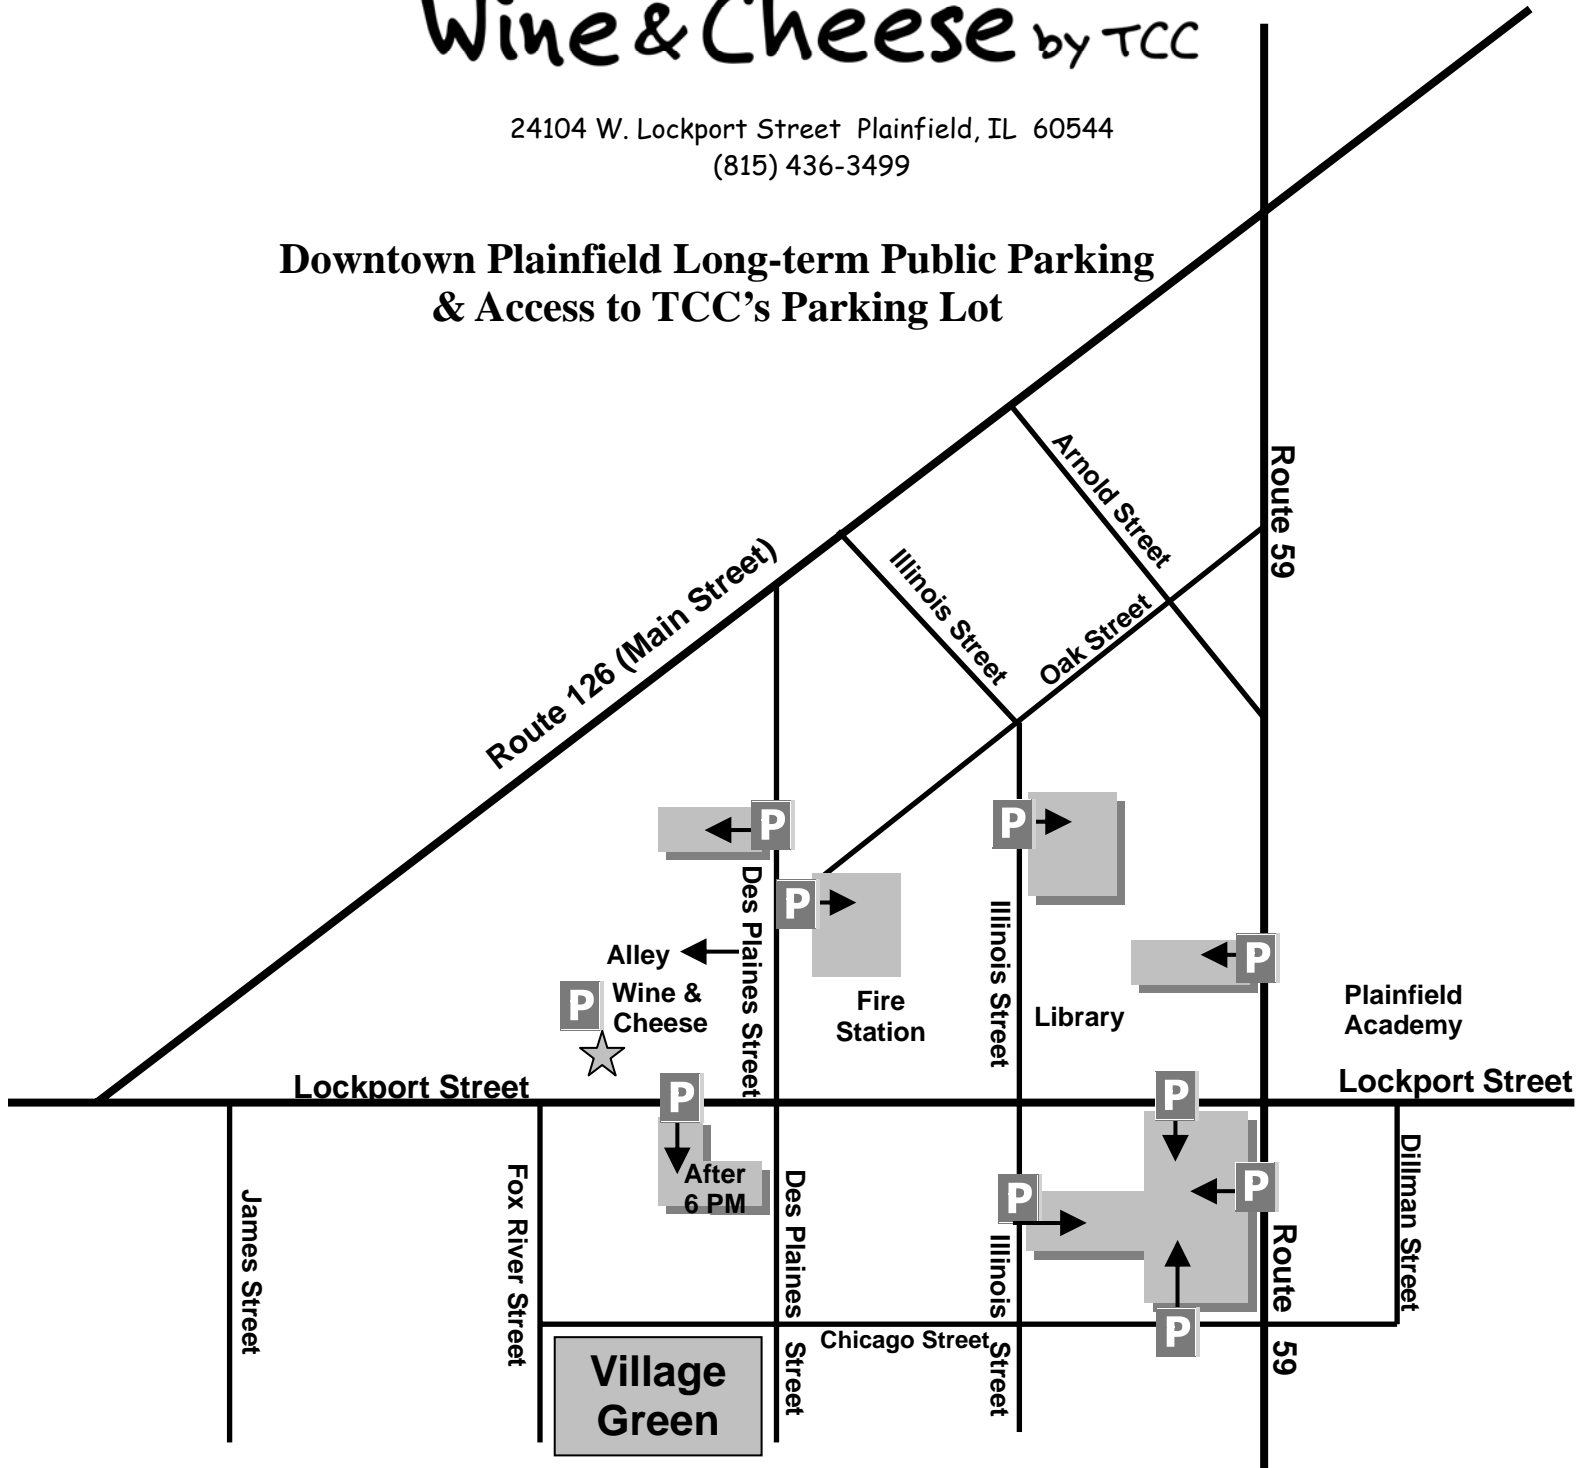 Wine & Cheese by TCC
24104 W. Lockport Street Plainfield, IL 60544
(815) 436-3499
Downtown Plainfield Long-term Public Parking
& Access to TCC's Parking Lot
Route 59
Arnold Street
Illinois Street
Oak Street
Route 126 (Main Street)
P
P
Des Plaines Street
P
Illinois Street
Alley
P
P
Wine &
Cheese
Fire
Station
Library
Plainfield
Academy
Lockport Street
P
P
Lockport Street
After
6 PM
P
P
James Street
Fox River Street
Des Plaines Street
Illinois Street
Route 59
Dillman Street
P
Chicago Street
Village
Green